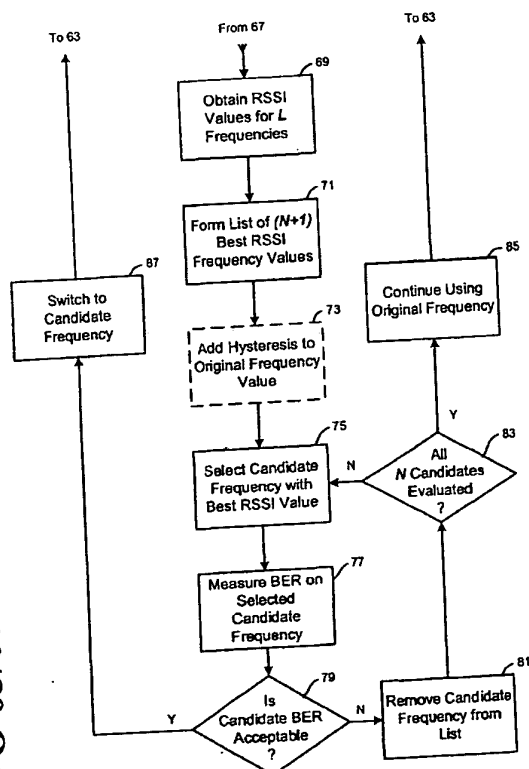 To 63
From 67
To 63
69
Obtain RSSI
Values for L
Frequencies
71
Form List of (N+1)
Best RSSI
Frequency Values
87
Switch to
Candidate
Frequency
85
Continue Using
Original Frequency
73
Add Hysteresis to
Original Frequency
Value
75
Select Candidate
Frequency with
Best RSSI Value
Y
83
All
N Candidates
Evaluated
?
N
77
Measure BER on
Selected
Candidate
Frequency
79
Is
Candidate BER
Acceptable
?
Y
N
81
Remove Candidate
Frequency from
List